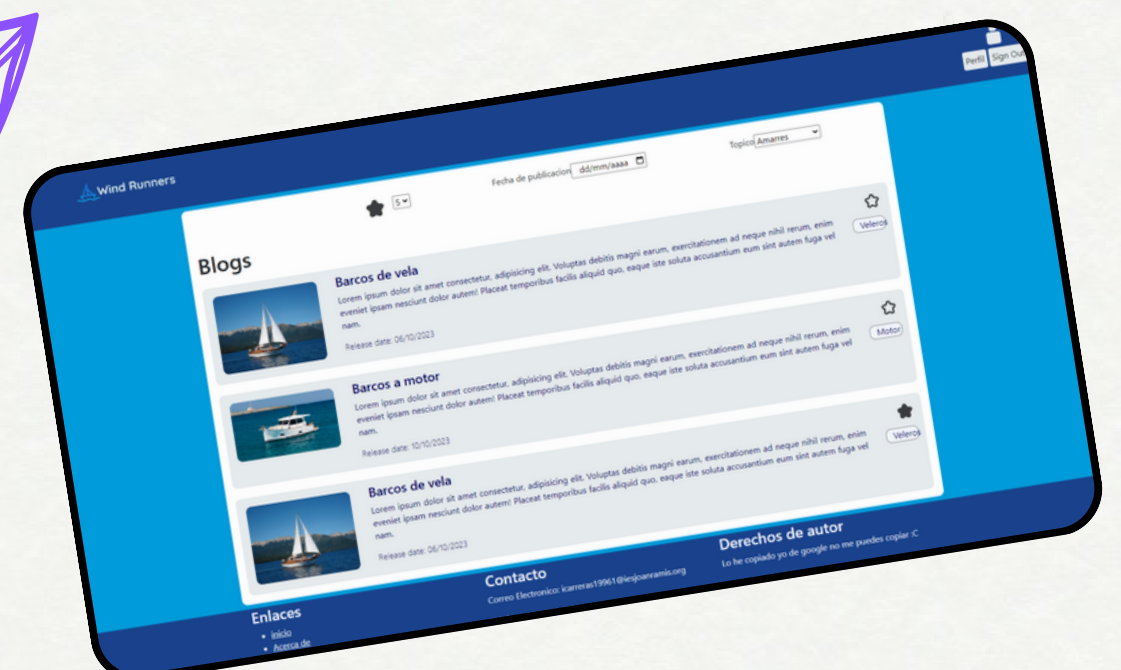 Perfil Sign Out
Wind Runners
5
Fecha de publicacion dd/mm/aaaa
Topico Amarres
Blogs
Barcos de vela
Lorem ipsum dolor sit amet consectetur, adipisicing elit. Voluptas debitis magni earum, exercitationem ad neque nihil rerum, enim
eveniet ipsam nesciunt dolor autem! Placeat temporibus facilis aliquid quo, eaque iste soluta accusantium eum sint autem fuga vel
nam.
Release date: 06/10/2023
Veleros
Barcos a motor
Lorem ipsum dolor sit amet consectetur, adipisicing elit. Voluptas debitis magni earum, exercitationem ad neque nihil rerum, enim
eveniet ipsam nesciunt dolor autem! Placeat temporibus facilis aliquid quo, eaque iste soluta accusantium eum sint autem fuga vel
nam.
Release date: 10/10/2023
Motor
Barcos de vela
Lorem ipsum dolor sit amet consectetur, adipisicing elit. Voluptas debitis magni earum, exercitationem ad neque nihil rerum, enim
eveniet ipsam nesciunt dolor autem! Placeat temporibus facilis aliquid quo, eaque iste soluta accusantium eum sint autem fuga vel
nam.
Release date: 06/10/2023
Veleros
Enlaces
inicio
Acerca de
Contacto
Correo Electronico: icarreras19961@iesjoanramis.org
Derechos de autor
Lo he copiado yo de google no me puedes copiar :C